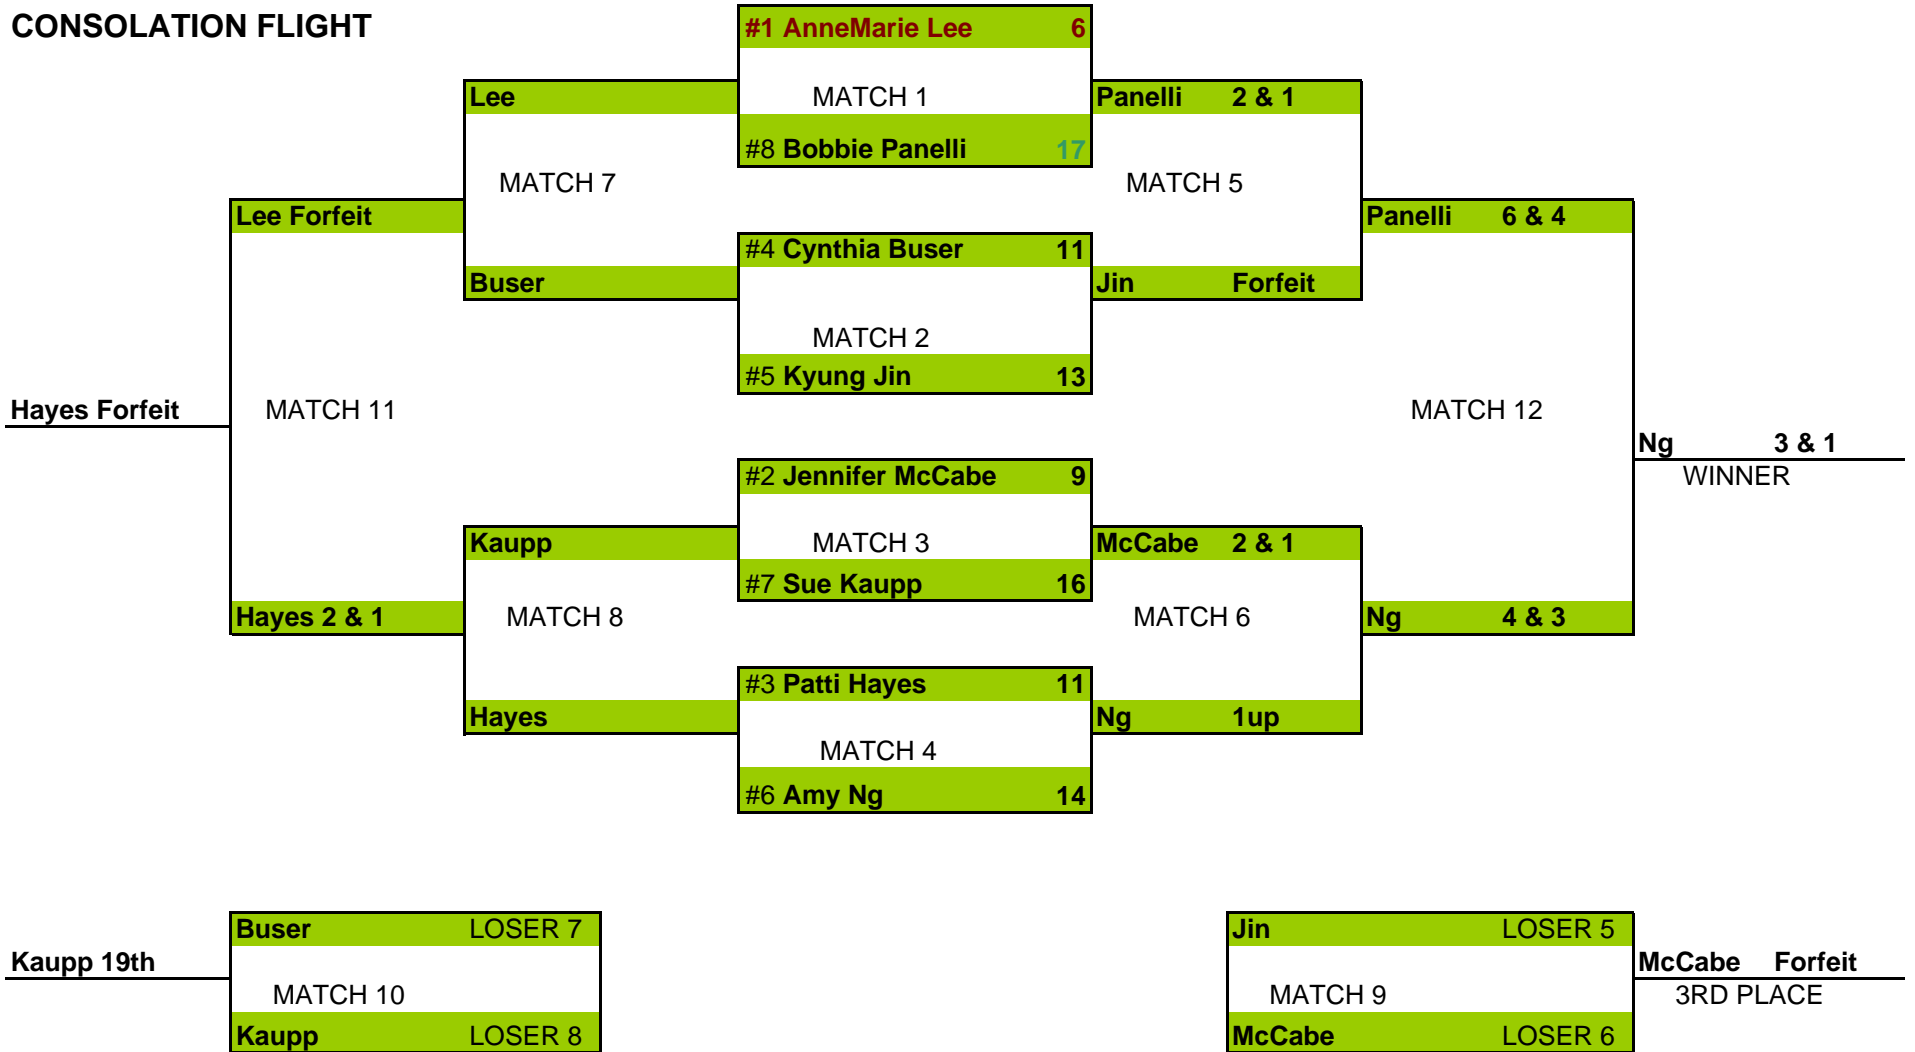 CONSOLATION FLIGHT
#1 AnneMarie Lee 6
Lee
MATCH 1
Panelli 2 & 1
#8 Bobbie Panelli 17
MATCH 7
MATCH 5
Lee Forfeit
Panelli 6 & 4
#4 Cynthia Buser 11
Buser
Jin Forfeit
MATCH 2
#5 Kyung Jin 13
Hayes Forfeit
MATCH 11
MATCH 12
Ng 3 & 1
WINNER
#2 Jennifer McCabe 9
Kaupp
MATCH 3
McCabe 2 & 1
#7 Sue Kaupp 16
Hayes 2 & 1
MATCH 8
MATCH 6
Ng 4 & 3
#3 Patti Hayes 11
Hayes
Ng 1up
MATCH 4
#6 Amy Ng 14
Buser LOSER 7
Jin LOSER 5
Kaupp 19th
McCabe Forfeit
MATCH 10
MATCH 9
3RD PLACE
Kaupp LOSER 8
McCabe LOSER 6